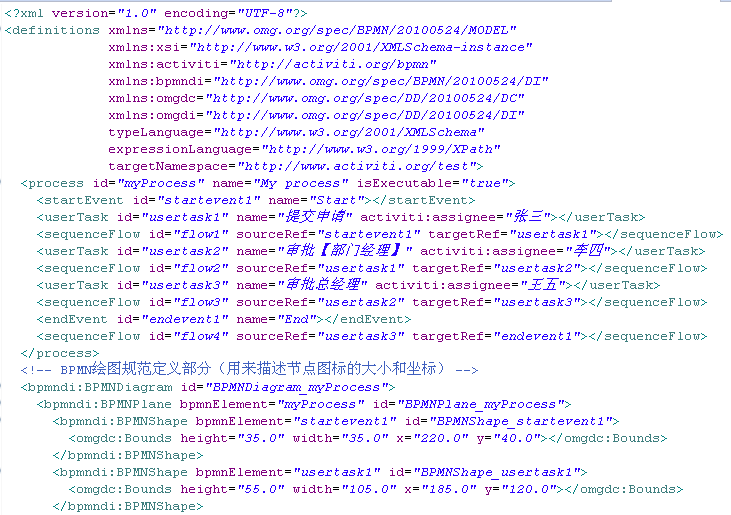 <?xml version="1.0" encoding="UTF-8"?>
<definitions xmlns="http://www.omg.org/spec/BPMN/20100524/MODEL"
xmlns:xsi="http://www.w3.org/2001/XMLSchema-instance"
xmlns:activiti="http://activiti.org/bpmn"
xmlns:bpmndi="http://www.omg.org/spec/BPMN/20100524/DI"
xmlns:omgdc="http://www.omg.org/spec/DD/20100524/DC"
xmlns:omgdi="http://www.omg.org/spec/DD/20100524/DI"
typeLanguage="http://www.w3.org/2001/XMLSchema"
expressionLanguage="http://www.w3.org/1999/XPath"
targetNamespace="http://www.activiti.org/test">
<process id="myProcess" name="My process" isExecutable="true">
<startEvent id="startevent1" name="Start"></startEvent>
<userTask id="usertask1" name="提交申请" activiti:assignee="张三"></userTask>
<sequenceFlow id="flow1" sourceRef="startevent1" targetRef="usertask1"></sequenceFlow>
<userTask id="usertask2" name="审批【部门经理】" activiti:assignee="李四"></userTask>
<sequenceFlow id="flow2" sourceRef="usertask1" targetRef="usertask2"></sequenceFlow>
<userTask id="usertask3" name="审批总经理" activiti:assignee="王五"></userTask>
<sequenceFlow id="flow3" sourceRef="usertask2" targetRef="usertask3"></sequenceFlow>
<endEvent id="endevent1" name="End"></endEvent>
<sequenceFlow id="flow4" sourceRef="usertask3" targetRef="endevent1"></sequenceFlow>
</process>
<!-- BPMN绘图规范定义部分（用来描述节点图标的大小和坐标） -->
<bpmndi:BPMNDiagram id="BPMNDiagram_myProcess">
<bpmndi:BPMNPlane bpmnElement="myProcess" id="BPMNPlane_myProcess">
<bpmndi:BPMNShape bpmnElement="startevent1" id="BPMNShape_startevent1">
<omgdc:Bounds height="35.0" width="35.0" x="220.0" y="40.0"></omgdc:Bounds>
</bpmndi:BPMNShape>
<bpmndi:BPMNShape bpmnElement="usertask1" id="BPMNShape_usertask1">
<omgdc:Bounds height="55.0" width="105.0" x="185.0" y="120.0"></omgdc:Bounds>
</bpmndi:BPMNShape>